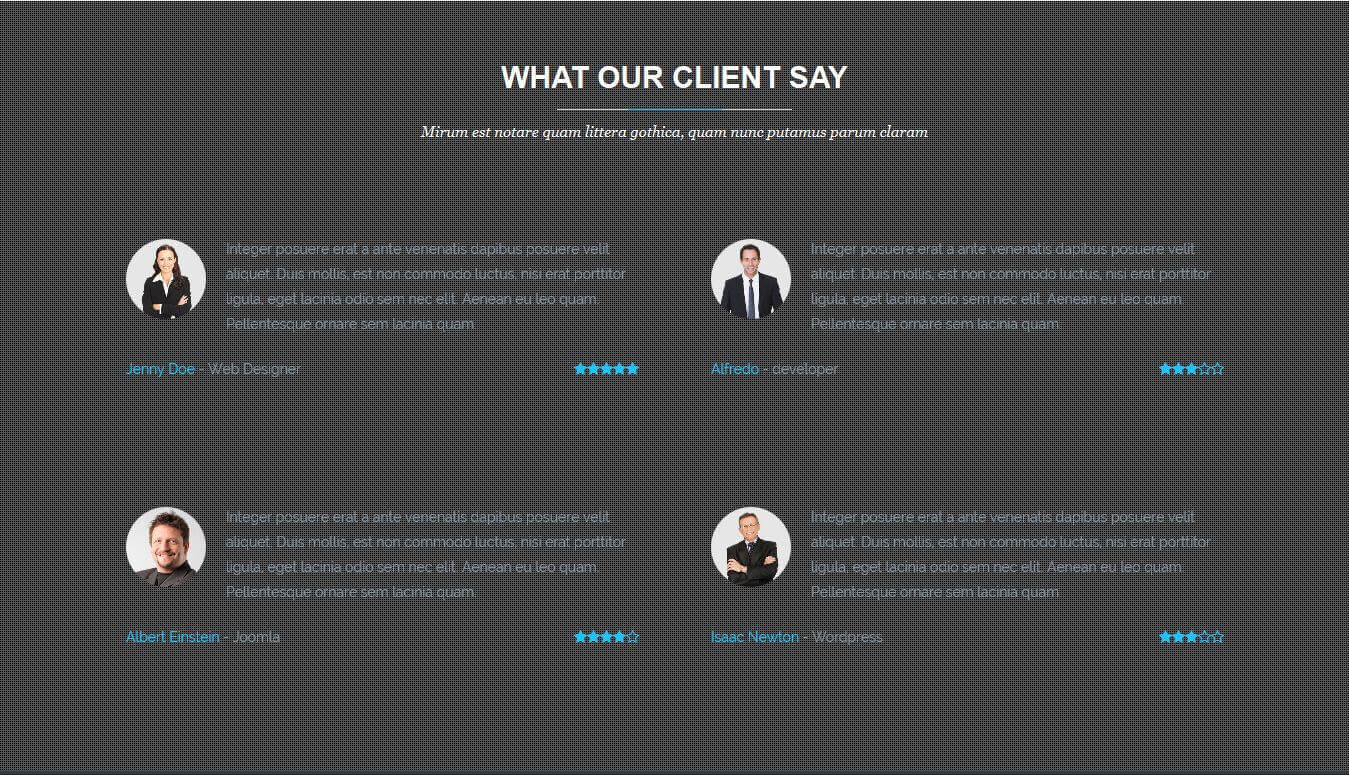 WHAT OUR CLIENT SAY
Mirum est notare quam littera gothica, quam nunc putamus parum claram
Integer posuere erat a ante venenatis dapibus posuere velit
aliquet. Duis mollis, est non commodo luctus, nisi erat porttitor
ligula, eget lacinia odio sem nec elit. Aenean eu leo quam.
Pellentesque ornare sem lacinia quam.
Jenny Doe - Web Designer
Integer posuere erat a ante venenatis dapibus posuere velit
aliquet. Duis mollis, est non commodo luctus, nisi erat porttitor
ligula, eget lacinia odio sem nec elit. Aenean eu leo quam.
Pellentesque ornare sem lacinia quam.
Alfredo - developer
Integer posuere erat a ante venenatis dapibus posuere velit
aliquet. Duis mollis, est non commodo luctus, nisi erat porttitor
ligula, eget lacinia odio sem nec elit. Aenean eu leo quam.
Pellentesque ornare sem lacinia quam.
Albert Einstein - Joomla
Integer posuere erat a ante venenatis dapibus posuere velit
aliquet. Duis mollis, est non commodo luctus, nisi erat porttitor
ligula, eget lacinia odio sem nec elit. Aenean eu leo quam.
Pellentesque ornare sem lacinia quam.
Isaac Newton - Wordpress